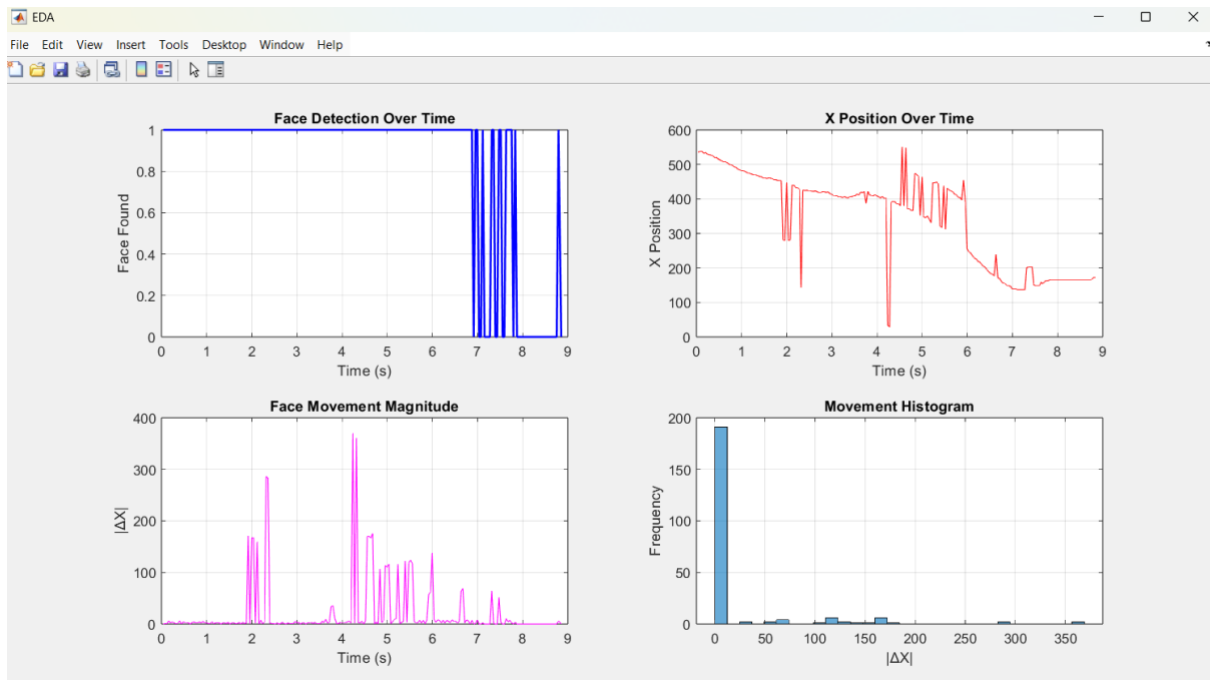 EDA
File Edit View Insert Tools Desktop Window Help
Face Detection Over Time
Face Found
1
0.8
0.6
0.4
0.2
0
0 1 2 3 4 5 6 7 8 9
Time (s)
X Position Over Time
X Position
600
500
400
300
200
100
0
0 1 2 3 4 5 6 7 8 9
Time (s)
Face Movement Magnitude
|ΔX|
400
300
200
100
0
0 1 2 3 4 5 6 7 8 9
Time (s)
Movement Histogram
Frequency
200
150
100
50
0
0 50 100 150 200 250 300 350
|ΔX|